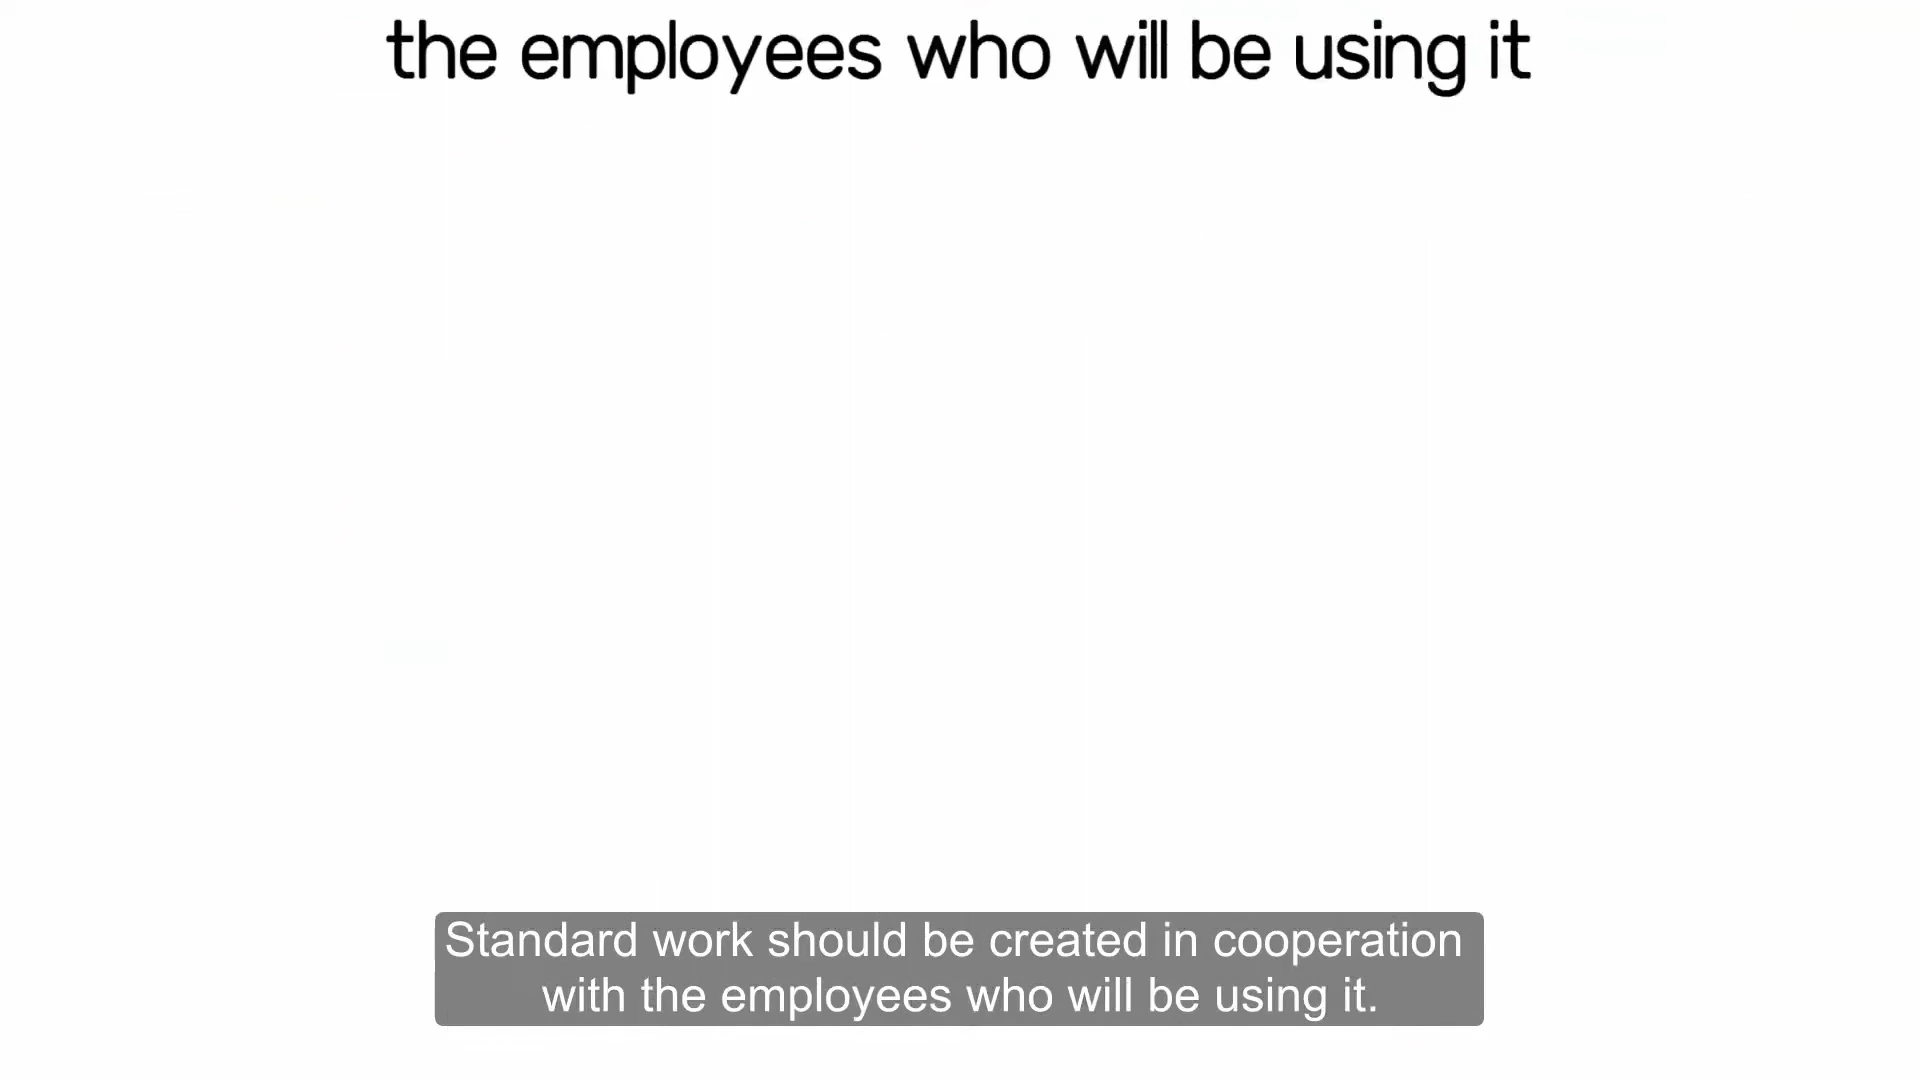 the employees who will be using it
Standard work should be created in cooperation
with the employees who will be using it.